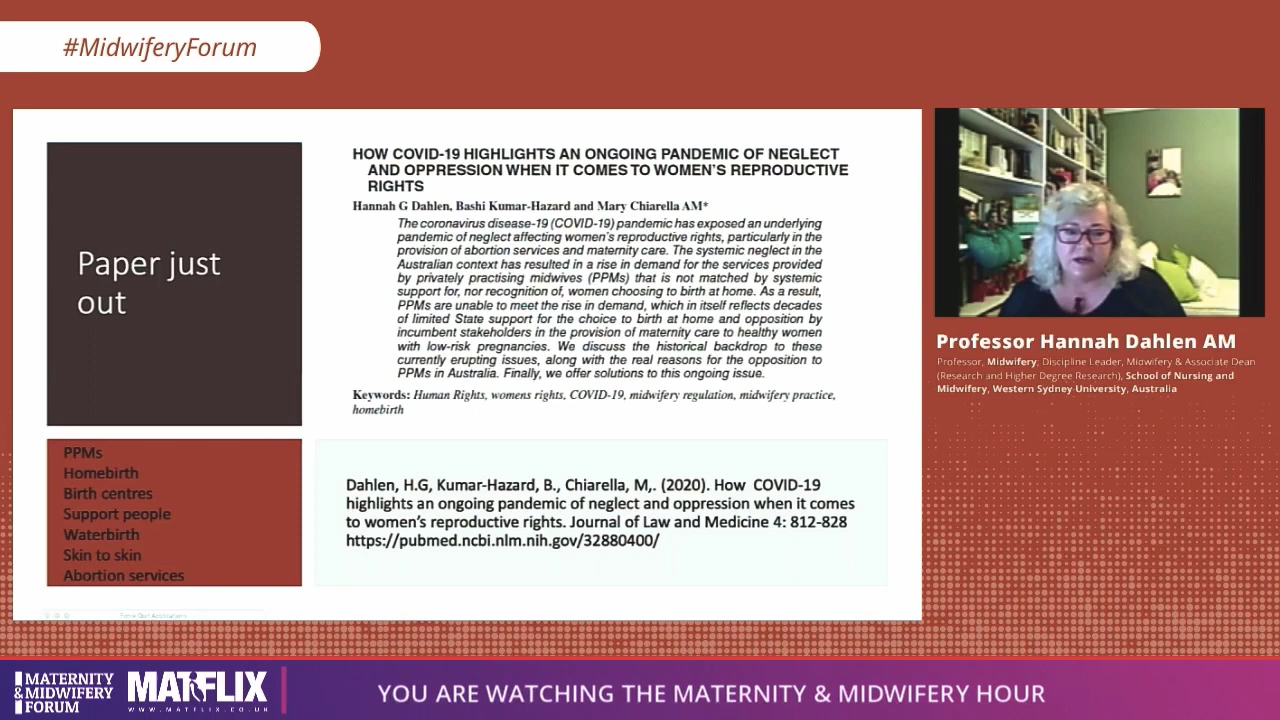 #MidwiferyForum
Paper just
out
HOW COVID-19 HIGHLIGHTS AN ONGOING PANDEMIC OF NEGLECT
AND OPPRESSION WHEN IT COMES TO WOMEN'S REPRODUCTIVE
RIGHTS
Hannah G Dahlen, Bashi Kumar-Hazard and Mary Chiarella AM*
The coronavirus disease-19 (COVID-19) pandemic has exposed an underlying
pandemic of neglect affecting women's reproductive rights, particularly in the
provision of abortion services and maternity care. The systemic neglect in the
Australian context has resulted in a rise in demand for the services provided
by privately practising midwives (PPMs) that is not matched by systemic
support for, nor recognition of, women choosing to birth at home. As a result,
PPMs are unable to meet the rise in demand, which in itself reflects decades
of limited State support for the choice to birth at home and opposition by
incumbent stakeholders in the provision of maternity care to healthy women
with low-risk pregnancies. We discuss the historical backdrop to these
currently erupting issues, along with the real reasons for the opposition to
PPMs in Australia. Finally, we offer solutions to this ongoing issue.
Keywords: Human Rights, womens rights, COVID-19, midwifery regulation, midwifery practice,
homebirth
PPMs
Homebirth
Birth centres
Support people
Waterbirth
Skin to skin
Abortion services
Dahlen, H.G, Kumar-Hazard, B., Chiarella, M,. (2020). How COVID-19
highlights an ongoing pandemic of neglect and oppression when it comes
to women's reproductive rights. Journal of Law and Medicine 4: 812-828
https://pubmed.ncbi.nlm.nih.gov/32880400/
Professor Hannah Dahlen AM
Professor, Midwifery; Discipline Leader, Midwifery & Associate Dean
(Research and Higher Degree Research), School of Nursing and
Midwifery, Western Sydney University, Australia
MATERNITY
& MIDWIFERY
FORUM
MATFLIX
WWW.MATFLIX.CO.UK
YOU ARE WATCHING THE MATERNITY & MIDWIFERY HOUR